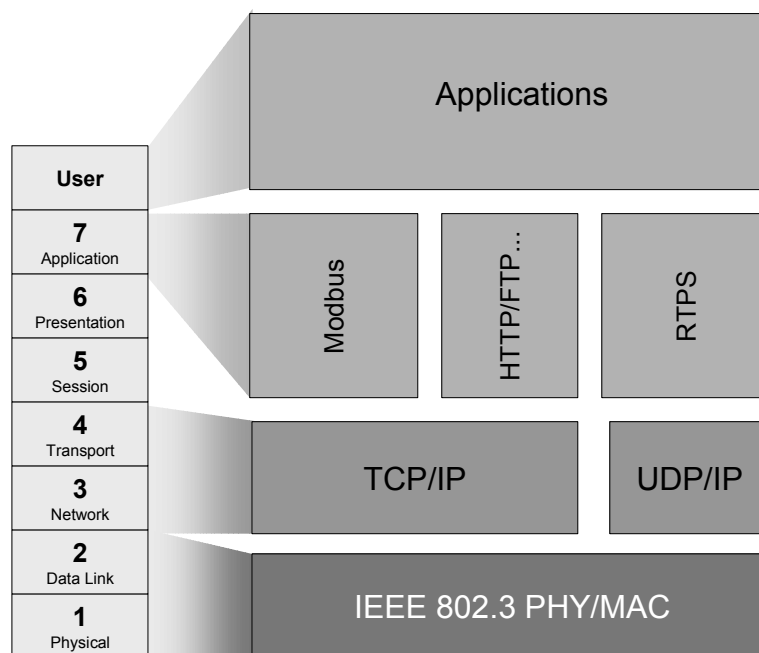 Applications
User
7
Application
6
Presentation
5
Session
4
Transport
3
Network
2
Data Link
1
Physical
Modbus
HTTP/FTP...
RTPS
TCP/IP
UDP/IP
IEEE 802.3 PHY/MAC